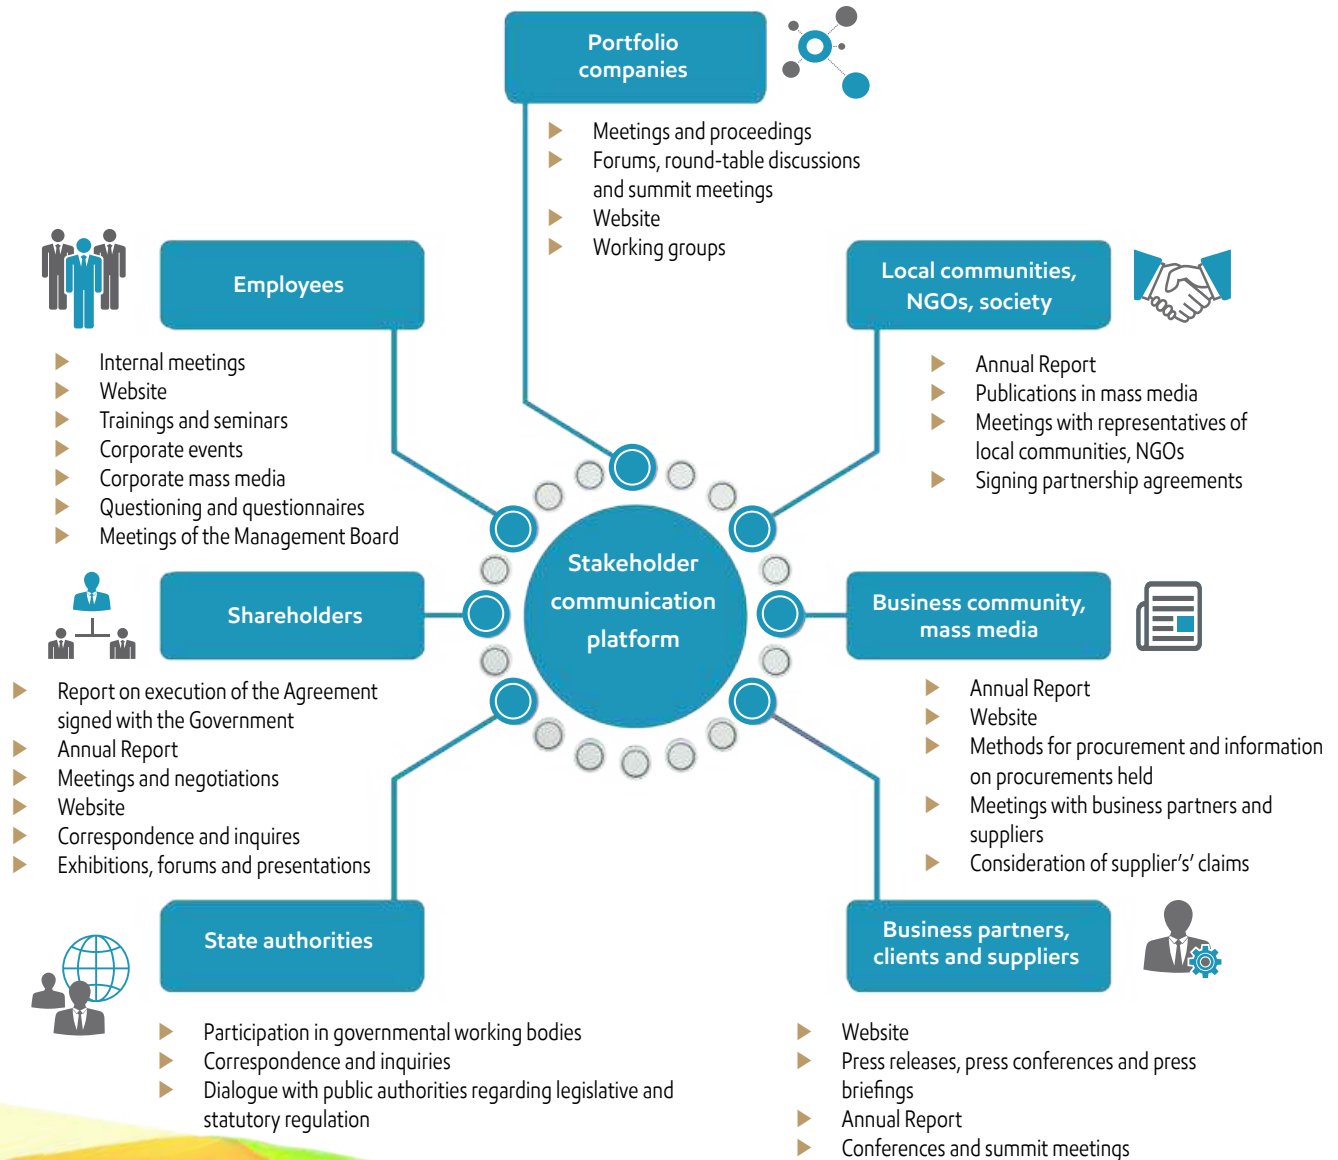 Portfolio
companies
Meetings and proceedings
Forums, round-table discussions
and summit meetings
Website
Working groups
Employees
Internal meetings
Website
Trainings and seminars
Corporate events
Corporate mass media
Questioning and questionnaires
Meetings of the Management Board
Local communities,
NGOs, society
Annual Report
Publications in mass media
Meetings with representatives of
local communities, NGOs
Signing partnership agreements
Stakeholder
communication
platform
Shareholders
Report on execution of the Agreement
signed with the Government
Annual Report
Meetings and negotiations
Website
Correspondence and inquires
Exhibitions, forums and presentations
Business community,
mass media
Annual Report
Website
Methods for procurement and information
on procurements held
Meetings with business partners and
suppliers
Consideration of supplier's' claims
State authorities
Participation in governmental working bodies
Correspondence and inquiries
Dialogue with public authorities regarding legislative and
statutory regulation
Business partners,
clients and suppliers
Website
Press releases, press conferences and press
briefings
Annual Report
Conferences and summit meetings